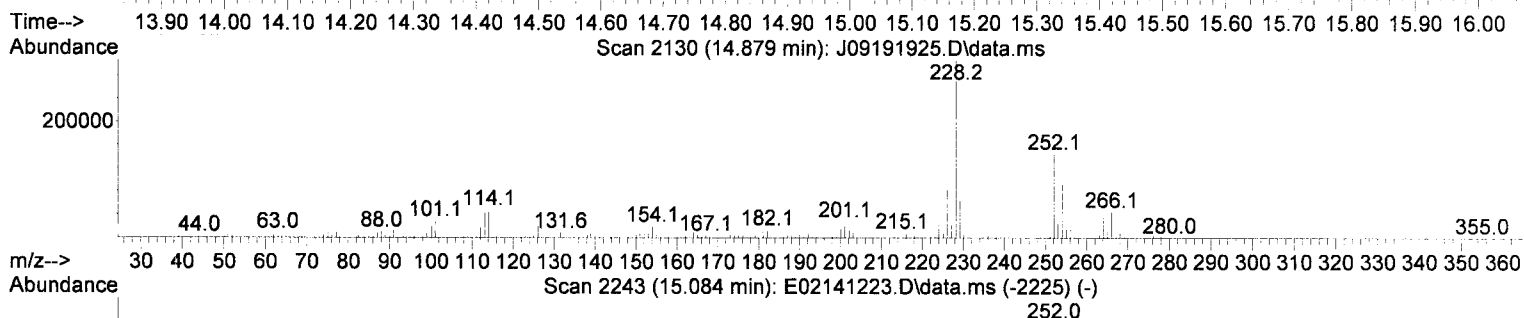 Time--> 13.90 14.00 14.10 14.20 14.30 14.40 14.50 14.60 14.70 14.80 14.90 15.00 15.10 15.20 15.30 15.40 15.50 15.60 15.70 15.80 15.90 16.00
Abundance Scan 2130 (14.879 min): J09191925.D\data.ms
228.2
200000
252.1
44.0 63.0 88.0 101.1 114.1 131.6 154.1 167.1 182.1 201.1 215.1 266.1 280.0 355.0
m/z--> 30 40 50 60 70 80 90 100 110 120 130 140 150 160 170 180 190 200 210 220 230 240 250 260 270 280 290 300 310 320 330 340 350 360
Abundance Scan 2243 (15.084 min): E02141223.D\data.ms (-2225) (-)
252.0